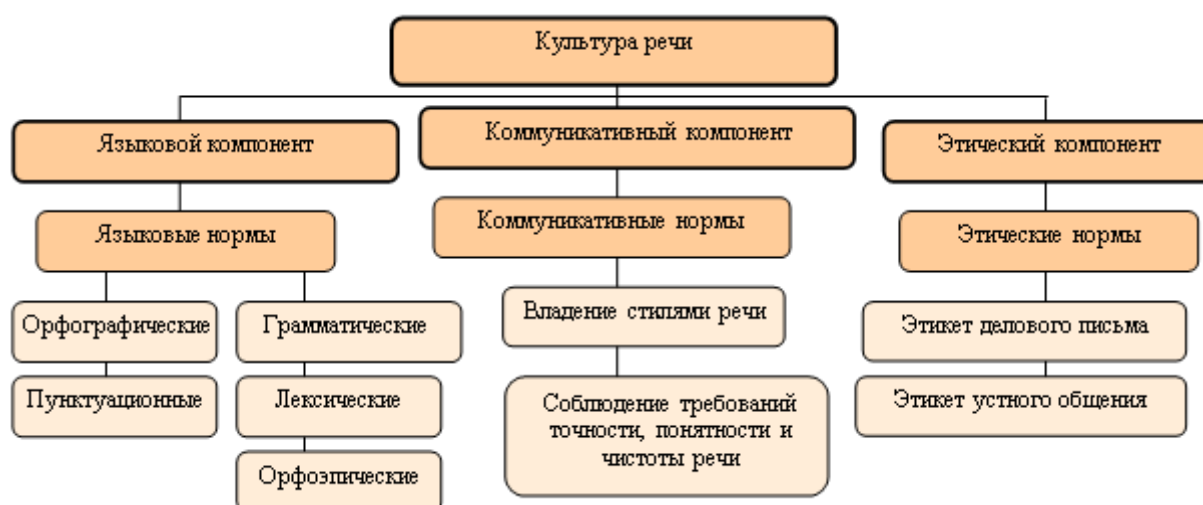 Культура речи
Языковой компонент
Коммуникативный компонент
Этический компонент
Языковые нормы
Коммуникативные нормы
Этические нормы
Орфографические
Грамматические
Владение стилями речи
Этикет делового письма
Пунктуационные
Лексические
Соблюдение требований
точности, понятности и
чистоты речи
Этикет устного общения
Орфоэпические